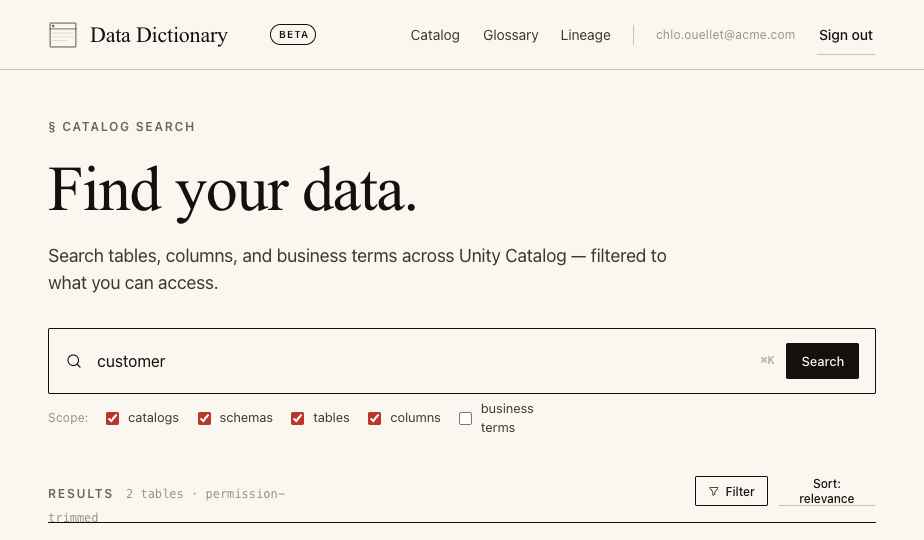 Data Dictionary BETA Catalog Glossary Lineage chlo.ouellet@acme.com Sign out
§ CATALOG SEARCH
Find your data.
Search tables, columns, and business terms across Unity Catalog — filtered to
what you can access.
customer ⌘K Search
Scope: catalogs schemas tables columns business
terms
RESULTS 2 tables · permission-
trimmed
Filter
Sort:
relevance